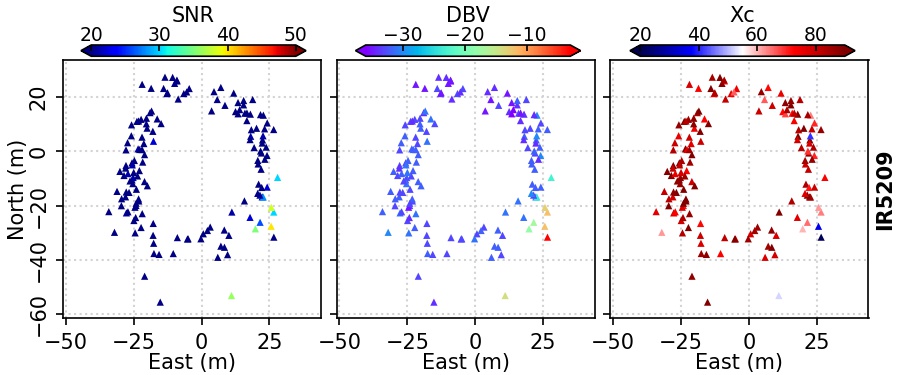 SNR DBV Xc
20 30 40 50 −30 −20 −10 20 40 60 80
North (m)
20
0
−20
−40
−60
IR5209
−50 −25 0 25 −50 −25 0 25 −50 −25 0 25
East (m) East (m) East (m)